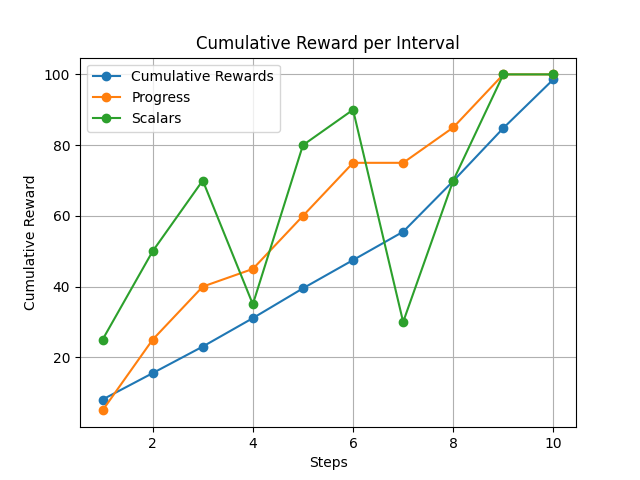 Cumulative Reward per Interval
Cumulative Rewards
Progress
Scalars
100
80
60
40
20
Cumulative Reward
2 4 6 8 10
Steps